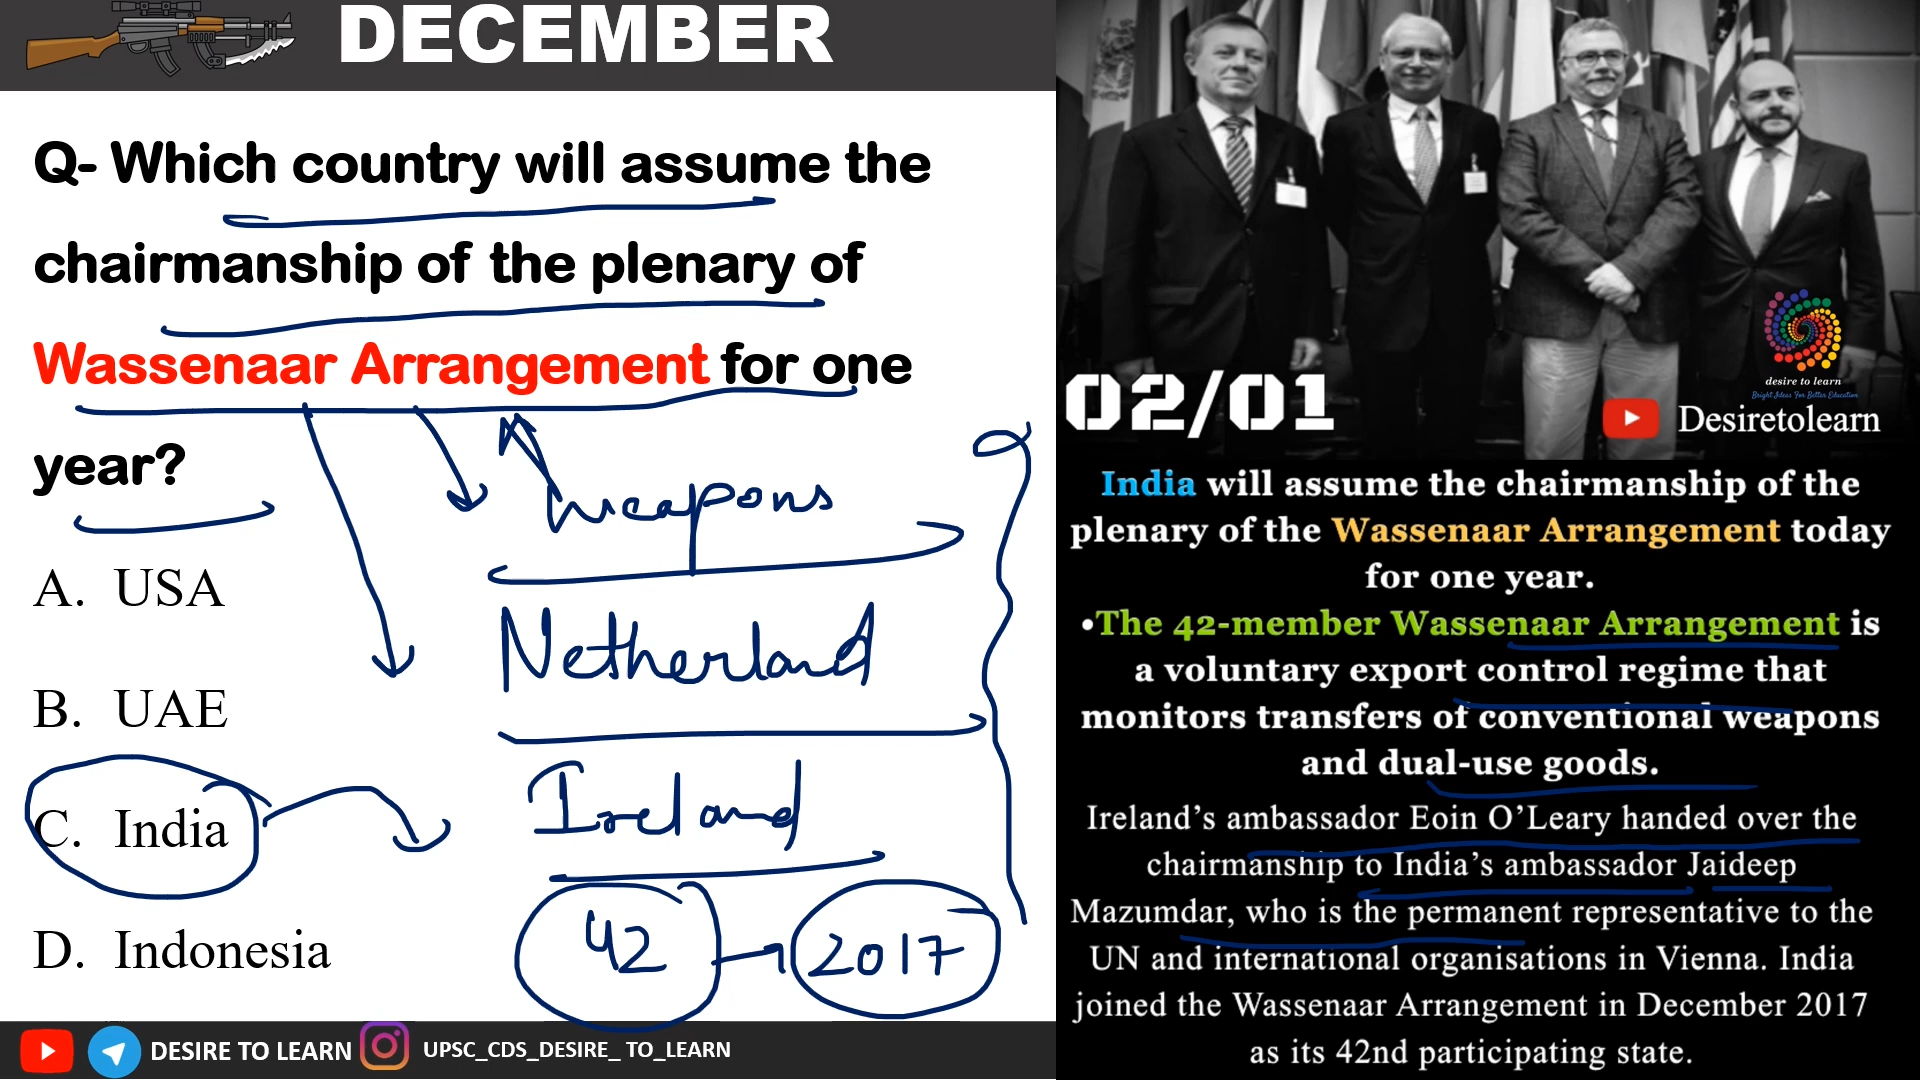 DECEMBER
Q- Which country will assume the
chairmanship of the plenary of
Wassenaar Arrangement for one
year?
weapons
A. USA
Netherland
B. UAE
Ireland
C. India
42 2017
D. Indonesia
DESIRE TO LEARN UPSC_CDS_DESIRE_ TO_LEARN
02/01
desire to learn
Bright Ideas For Better Education
Desiretolearn
India will assume the chairmanship of the
plenary of the Wassenaar Arrangement today
for one year.
•The 42-member Wassenaar Arrangement is
a voluntary export control regime that
monitors transfers of conventional weapons
and dual-use goods.
Ireland’s ambassador Eoin O’Leary handed over the
chairmanship to India’s ambassador Jaideep
Mazumdar, who is the permanent representative to the
UN and international organisations in Vienna. India
joined the Wassenaar Arrangement in December 2017
as its 42nd participating state.